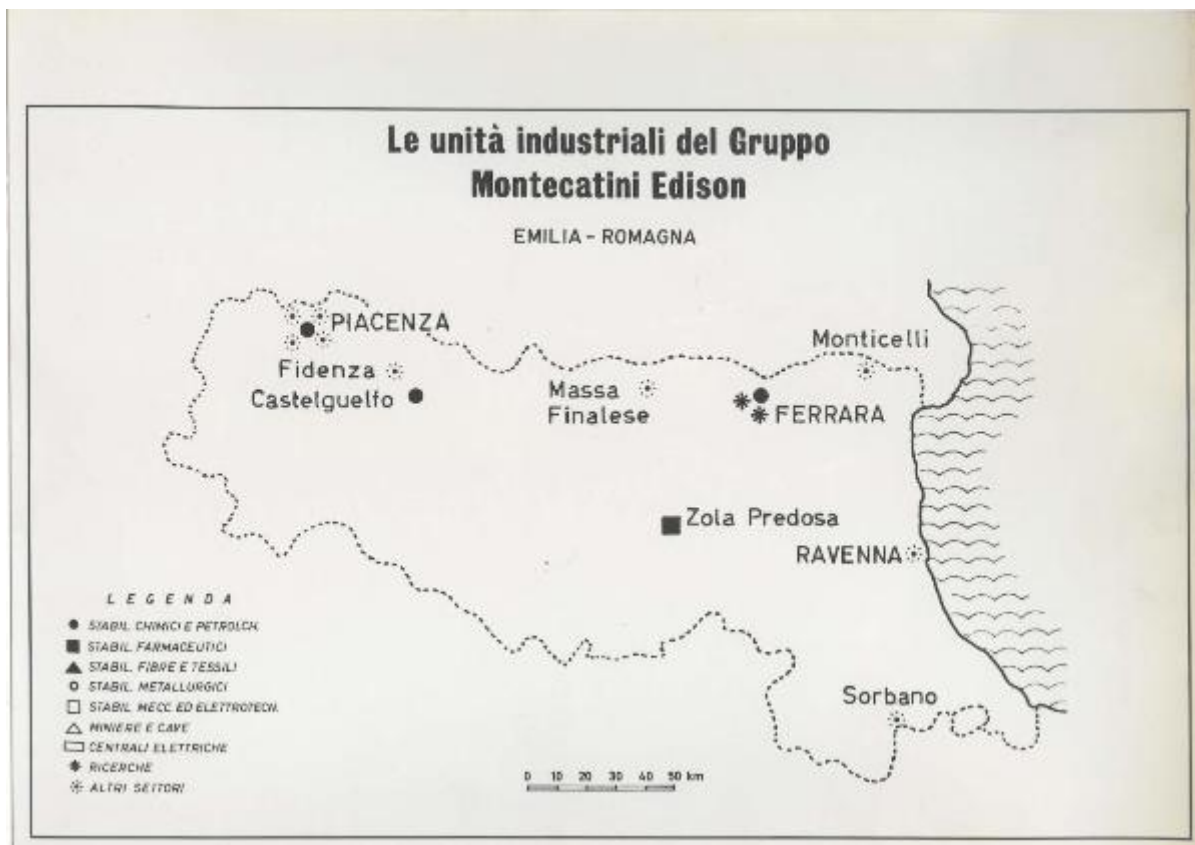 Le unità industriali del Gruppo
Montecatini Edison
EMILIA - ROMAGNA
PIACENZA
Monticelli
Fidenza
Castelguelfo
Massa
Finalese
FERRARA
Zola Predosa
RAVENNA
Sorbano
LEGENDA
STABIL. CHIMICI E PETROLCH.
STABIL. FARMACEUTICI
STABIL. FIBRE E TESSILI
STABIL. METALLURGICI
STABIL. MECC. ED ELETTROTECN.
MINIERE E CAVE
CENTRALI ELETTRICHE
RICERCHE
ALTRI SETTORI
0 10 20 30 40 50 km